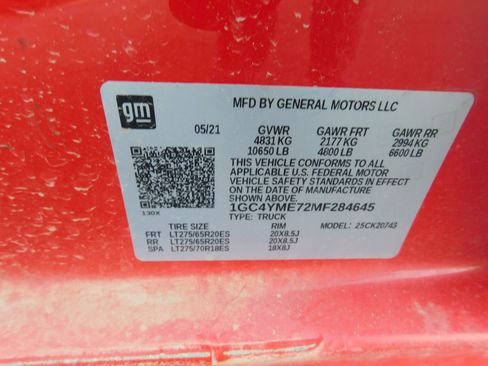 gm
MFD BY GENERAL MOTORS LLC
05/21 GVWR GAWR FRT GAWR RR
4831 KG 2177 KG 2994 KG
10650 LB 4800 LB 6600 LB
THIS VEHICLE CONFORMS TO ALL
APPLICABLE U.S. FEDERAL MOTOR
VEHICLE SAFETY STANDARDS IN EFFECT
ON THE DATE OF MANUFACTURE
SHOWN ABOVE.
1GC4YME72MF284645
130X TYPE: TRUCK
TIRE SIZE RIM MODEL: 25CK20743
FRT LT275/65R20ES 20X8.5J
RR LT275/65R20ES 20X8.5J
SPA LT275/70R18ES 18X8J